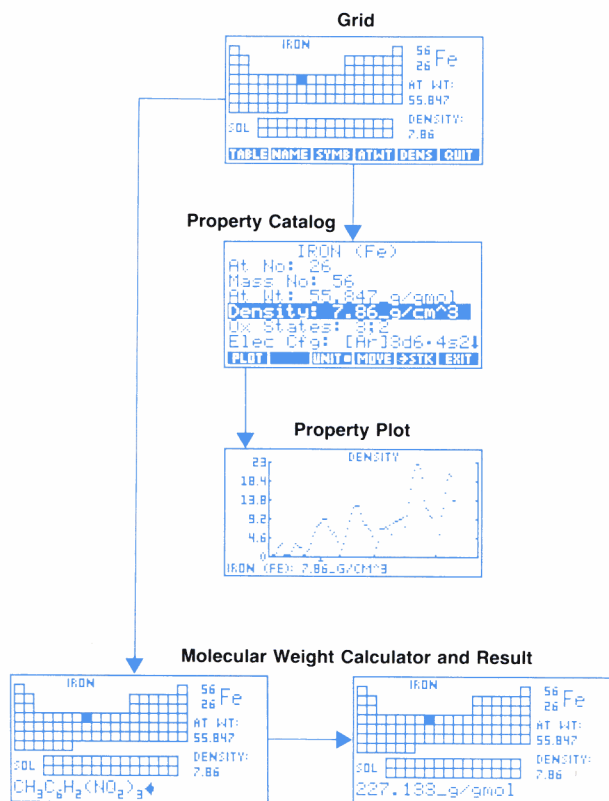 Grid
IRON
56
26 Fe
AT WT:
55.847
DENSITY:
7.86
SOL
TABLE NAME SYMB ATWT DENS QUIT
Property Catalog
IRON (Fe)
At No: 26
Mass No: 56
At Wt: 55.847_g/gmol
Density: 7.86_g/cm^3
Ox States: 3;2
Elec Cfg: [Ar]3d6·4s2↓
PLOT UNIT▪ MOVE →STK EXIT
Property Plot
DENSITY
23
18.4
13.8
9.2
4.6
0
IRON (FE): 7.86_G/CM^3
Molecular Weight Calculator and Result
IRON
56
26 Fe
AT WT:
55.847
DENSITY:
7.86
SOL
CH₃C₆H₂(NO₂)₃◀
IRON
56
26 Fe
AT WT:
55.847
DENSITY:
7.86
SOL
227.133_g/gmol